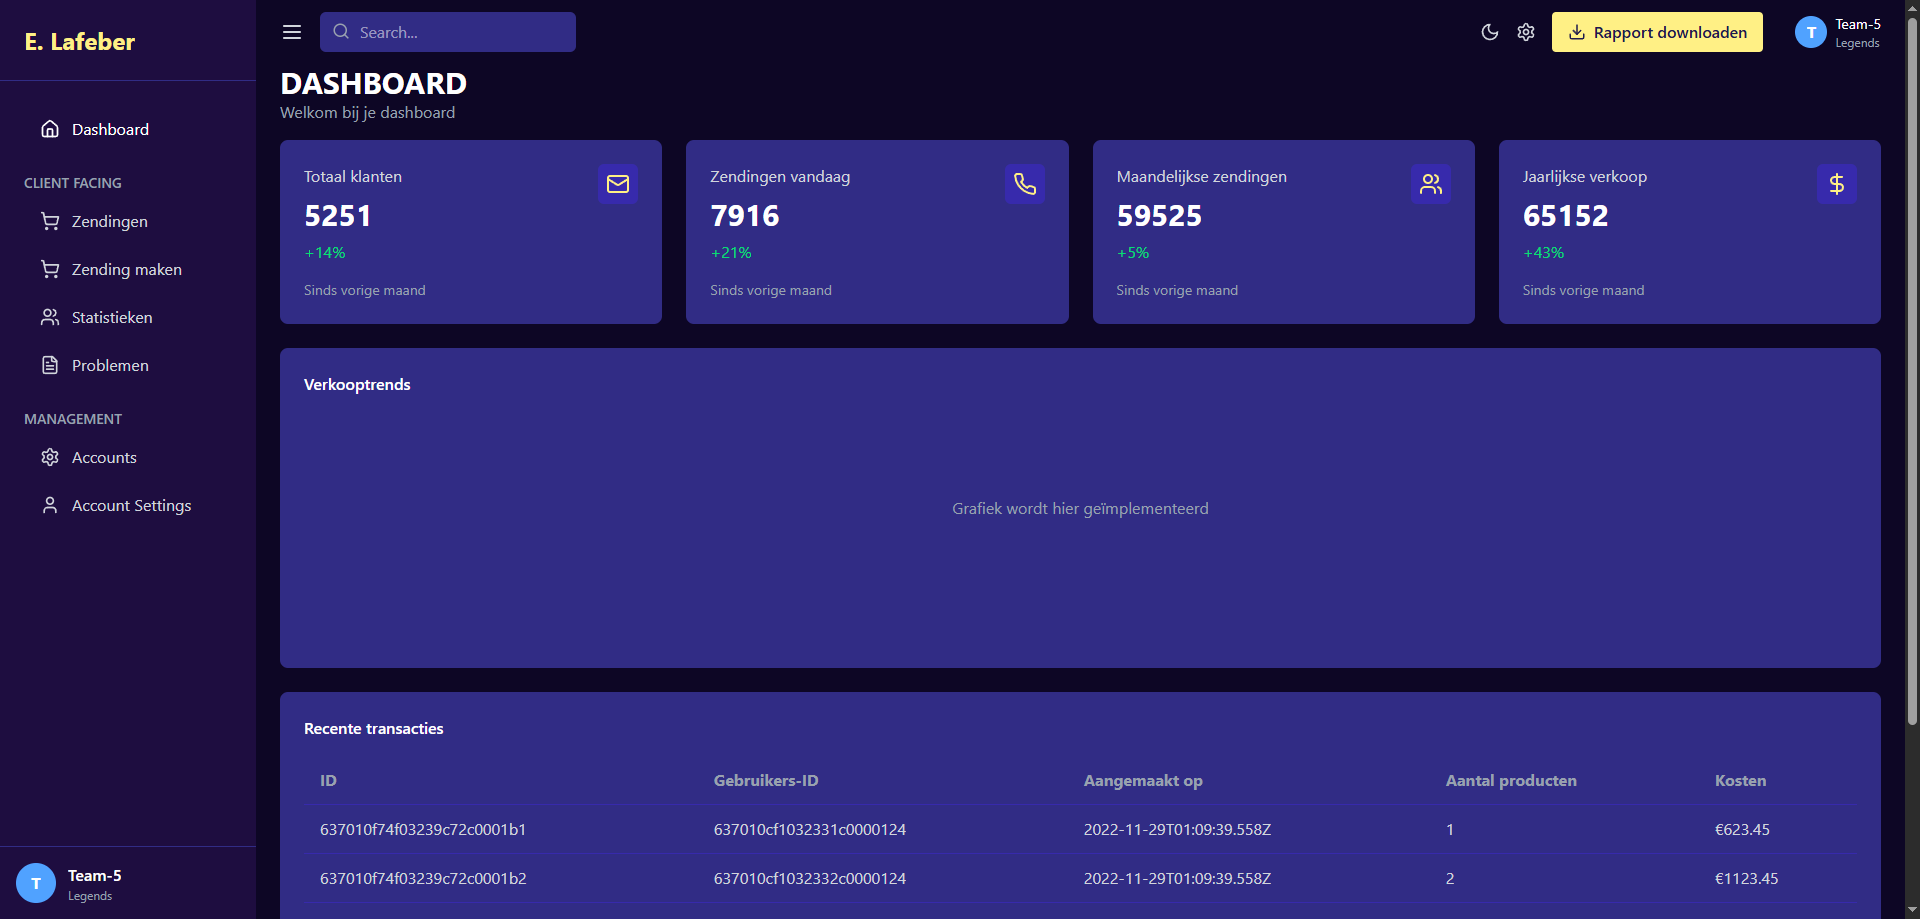 E. Lafeber
Dashboard
CLIENT FACING
Zendingen
Zending maken
Statistieken
Problemen
MANAGEMENT
Accounts
Account Settings
T
Team-5
Legends
Search...
Rapport downloaden
T
Team-5
Legends
DASHBOARD
Welkom bij je dashboard
Totaal klanten
5251
+14%
Sinds vorige maand
Zendingen vandaag
7916
+21%
Sinds vorige maand
Maandelijkse zendingen
59525
+5%
Sinds vorige maand
Jaarlijkse verkoop
65152
+43%
Sinds vorige maand
Verkooptrends
Grafiek wordt hier geïmplementeerd
Recente transacties
ID Gebruikers-ID Aangemaakt op Aantal producten Kosten
637010f74f03239c72c0001b1 637010cf1032331c0000124 2022-11-29T01:09:39.558Z 1 €623.45
637010f74f03239c72c0001b2 637010cf1032332c0000124 2022-11-29T01:09:39.558Z 2 €1123.45